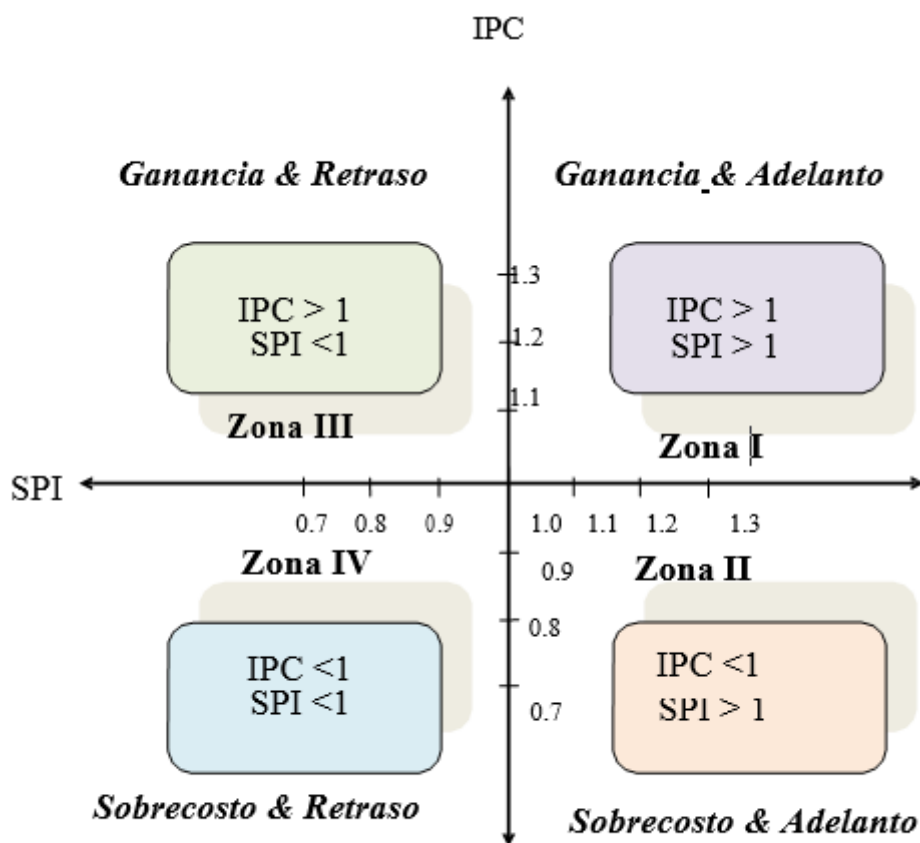 IPC
Ganancia & Retraso
Ganancia & Adelanto
IPC > 1
SPI <1
IPC > 1
SPI > 1
1.3
1.2
1.1
Zona III
Zona I
SPI
0.7 0.8 0.9
1.0 1.1 1.2 1.3
Zona IV
Zona II
0.9
0.8
0.7
IPC <1
SPI <1
IPC <1
SPI > 1
Sobrecosto & Retraso
Sobrecosto & Adelanto